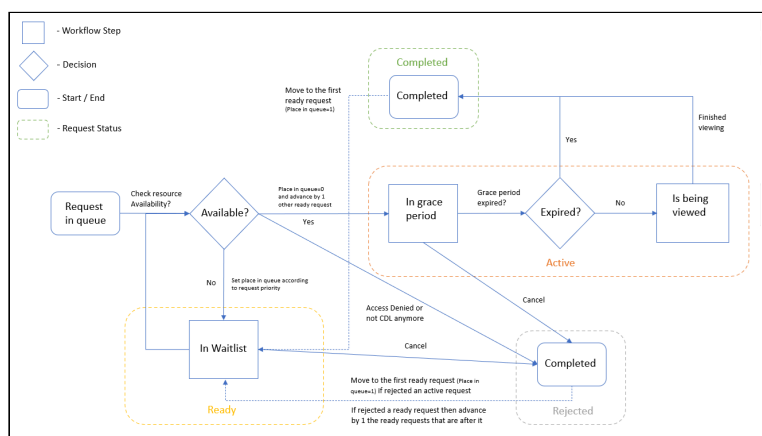 - Workflow Step
- Decision
- Start / End
- Request Status
Completed
Completed
Move to the first
ready request
(Place in queue=1)
Finished
viewing
Yes
Request
in queue
Check resource
Availability?
Available?
Place in queue=0
and advance by 1
other ready request
Yes
In grace
period
Grace period
expired?
Expired?
No
Is being
viewed
Active
No
Set place in queue according
to request priority
Access Denied or
not CDL anymore
Cancel
In Waitlist
Cancel
Completed
Ready
Move to the first ready request (Place in
queue=1) If rejected an active request
If rejected a ready request then advance
by 1 the ready requests that are after it
Rejected